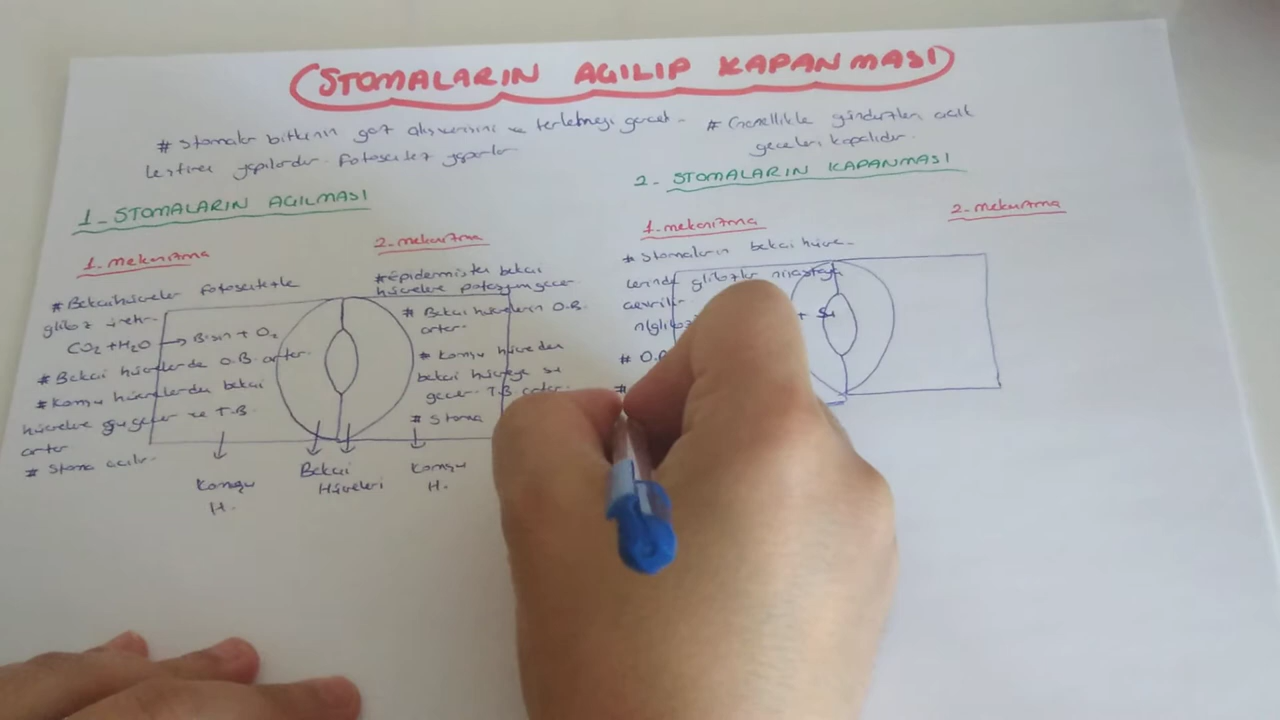 STOMALARIN AÇILIP KAPANMASI
# Stomalar bitkinin gaz alışverişini ve terlemeyi gerçek-
leştiren yapılardır. Fotosentez yaparlar
# Genellikle gündüzleri açık
geceleri kapalıdır.
1- STOMALARIN AÇILMASI
1. mekanizma
# Bekçi hücreler fotosentezle
glikoz üretir.
CO2 + H2O → Besin + O2
# Bekçi hücrelerde O.B. artar.
# Komşu hücrelerden bekçi
hücrelere su geçer ve T.B.
artar
# Stoma açılır.
2. mekanizma
# Epidermisten bekçi
hücrelere potasyum geçer
# Bekçi hücrelerin O.B.
artar.
# Komşu hücreden
bekçi hücreye su
geçer. T.B artar.
# Stoma
Komşu
H.
Bekçi
Hücreleri
Komşu
H.
2- STOMALARIN KAPANMASI
1. mekanizma
# Stomaların bekçi hücre-
lerinde glikozlar nişastaya
çevrilir.
n(glikoz + Su
# O.B
#
2. mekanizma